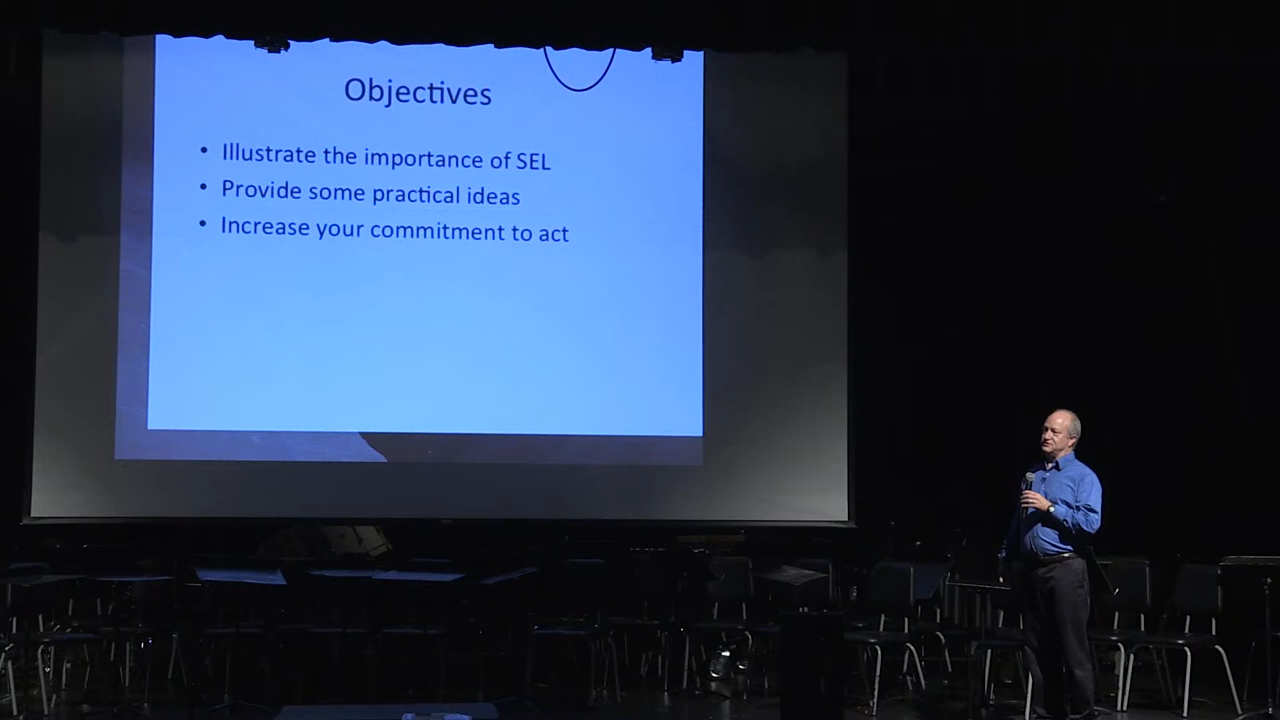 Objectives
• Illustrate the importance of SEL
• Provide some practical ideas
• Increase your commitment to act